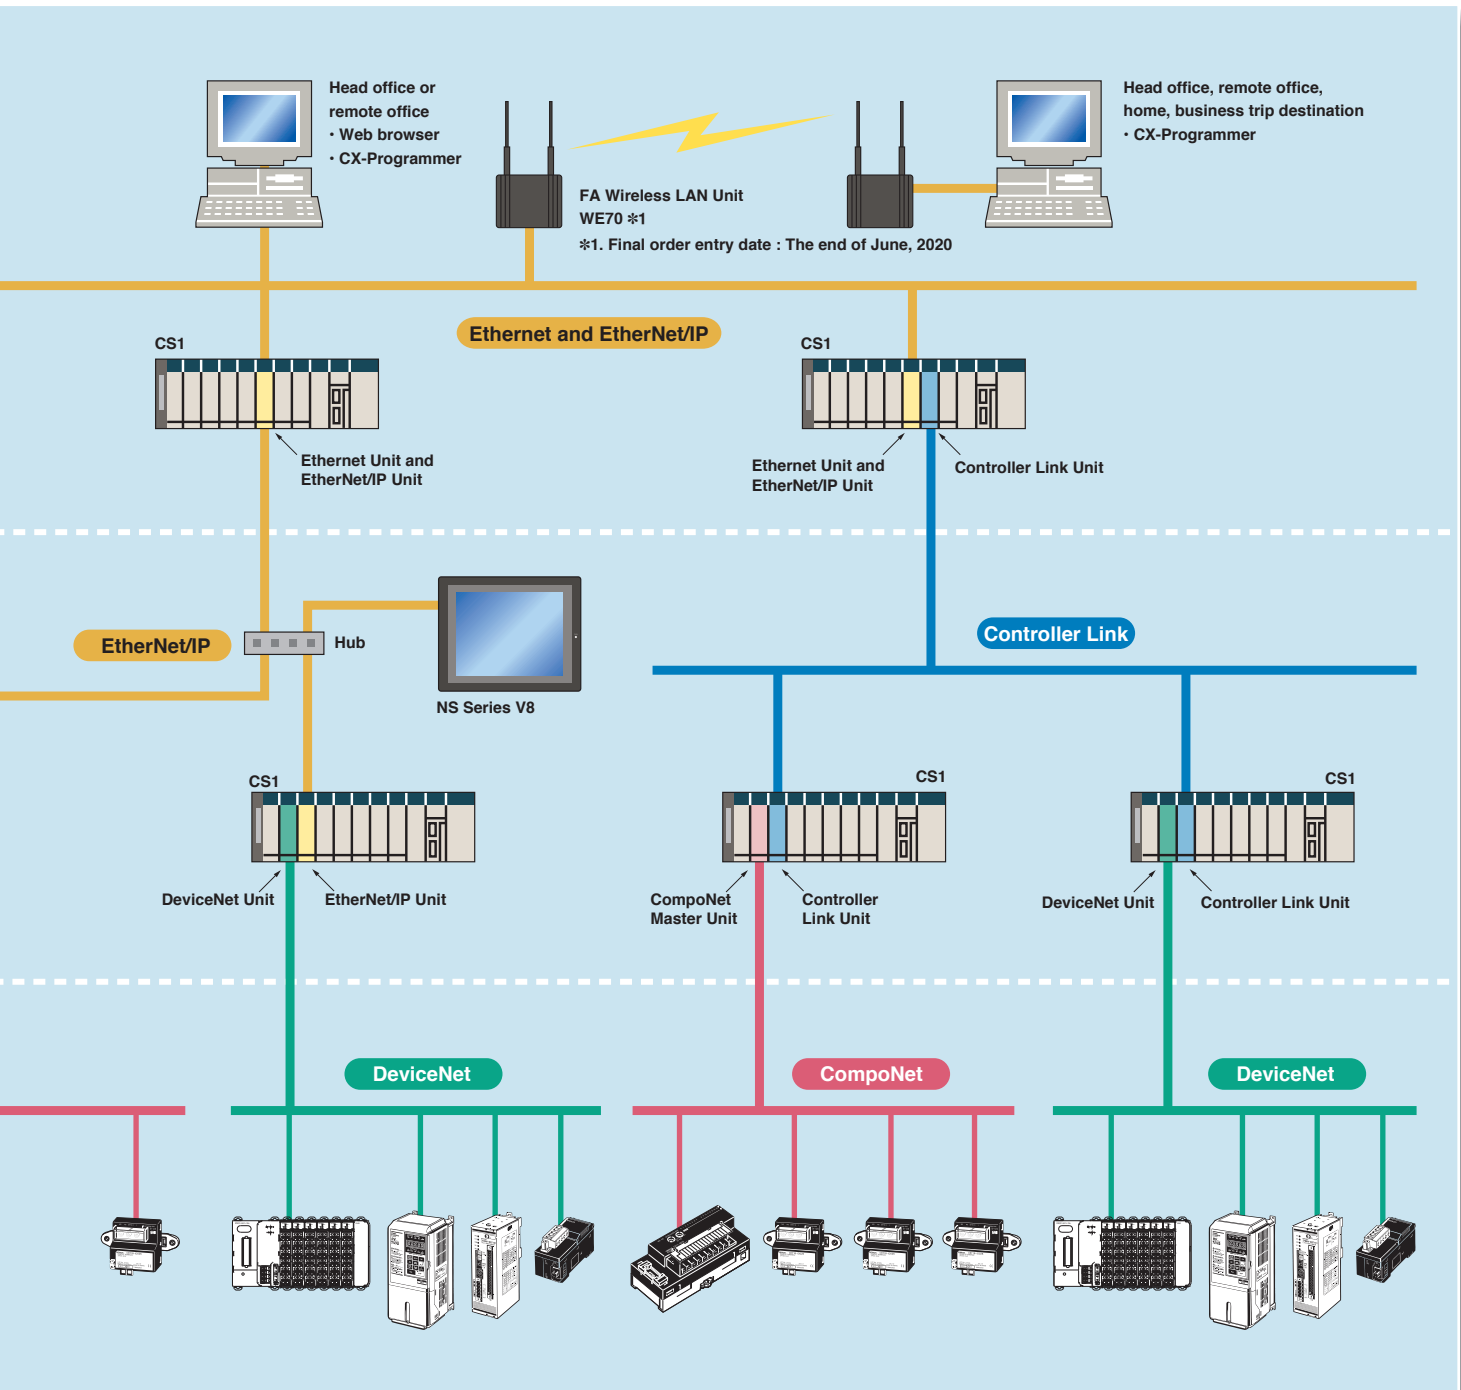 Head office or
remote office
・Web browser
・CX-Programmer
FA Wireless LAN Unit
WE70 *1
*1. Final order entry date : The end of June, 2020
Head office, remote office,
home, business trip destination
・CX-Programmer
Ethernet and EtherNet/IP
CS1
Ethernet Unit and
EtherNet/IP Unit
CS1
Ethernet Unit and
EtherNet/IP Unit
Controller Link Unit
EtherNet/IP
Hub
NS Series V8
Controller Link
CS1
DeviceNet Unit
EtherNet/IP Unit
CS1
CompoNet
Master Unit
Controller
Link Unit
CS1
DeviceNet Unit
Controller Link Unit
DeviceNet
CompoNet
DeviceNet